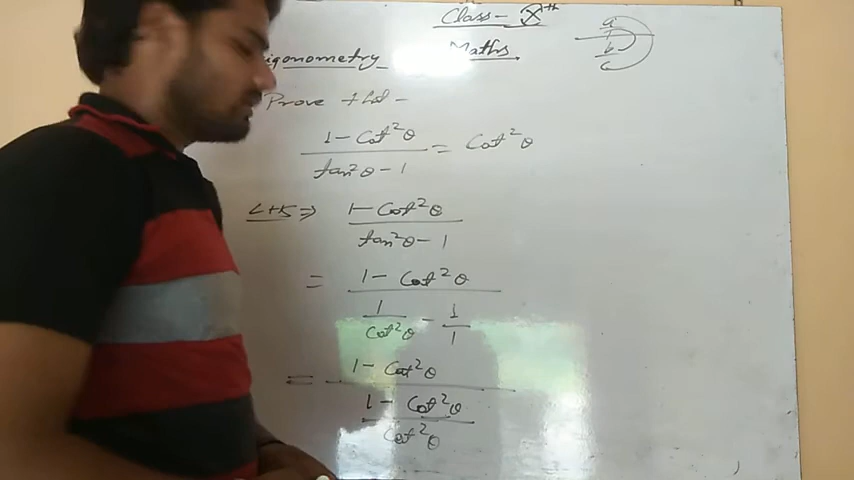 Class - Xth
Maths
igonometry
Prove that -
1 - Cot²θ / tan²θ - 1 = Cot²θ
LHS ⇒ 1 - Cot²θ / tan²θ - 1
= 1 - Cot²θ / 1/Cot²θ - 1/1
= 1 - Cot²θ / 1 - Cot²θ / Cot²θ
a
b
c